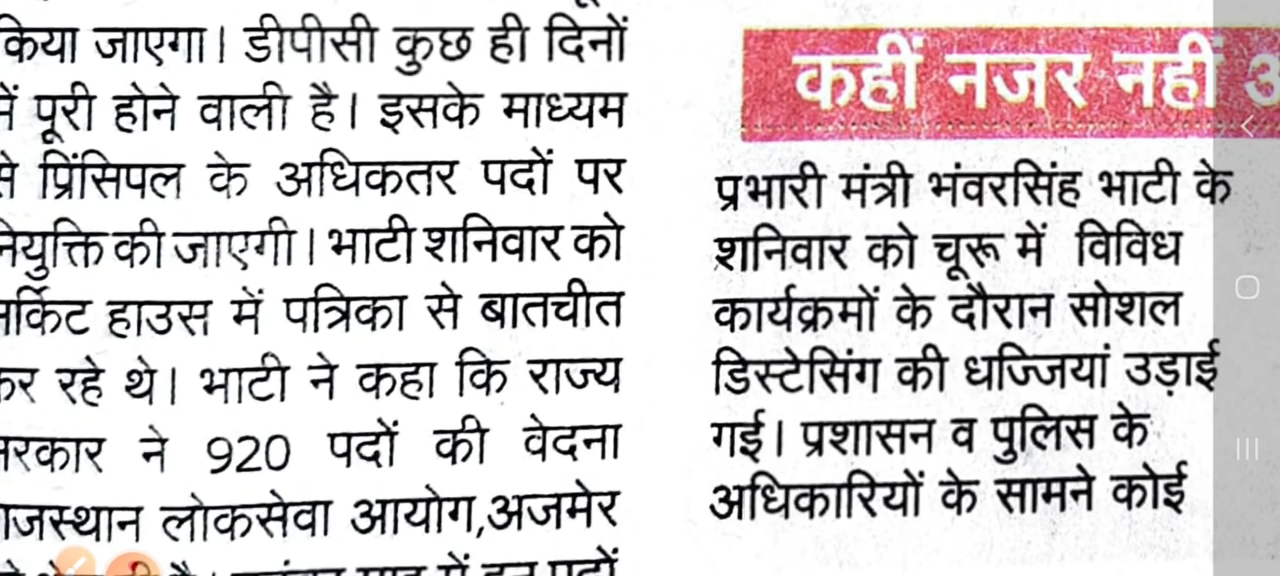 किया जाएगा। डीपीसी कुछ ही दिनों
में पूरी होने वाली है। इसके माध्यम
से प्रिंसिपल के अधिकतर पदों पर
नियुक्ति की जाएगी। भाटी शनिवार को
सर्किट हाउस में पत्रिका से बातचीत
कर रहे थे। भाटी ने कहा कि राज्य
सरकार ने 920 पदों की वेदना
राजस्थान लोकसेवा आयोग,अजमेर
में इन पदों
कहीं नजर नहीं
प्रभारी मंत्री भंवरसिंह भाटी के
शनिवार को चूरू में विविध
कार्यक्रमों के दौरान सोशल
डिस्टेसिंग की धज्जियां उड़ाई
गई। प्रशासन व पुलिस के
अधिकारियों के सामने कोई